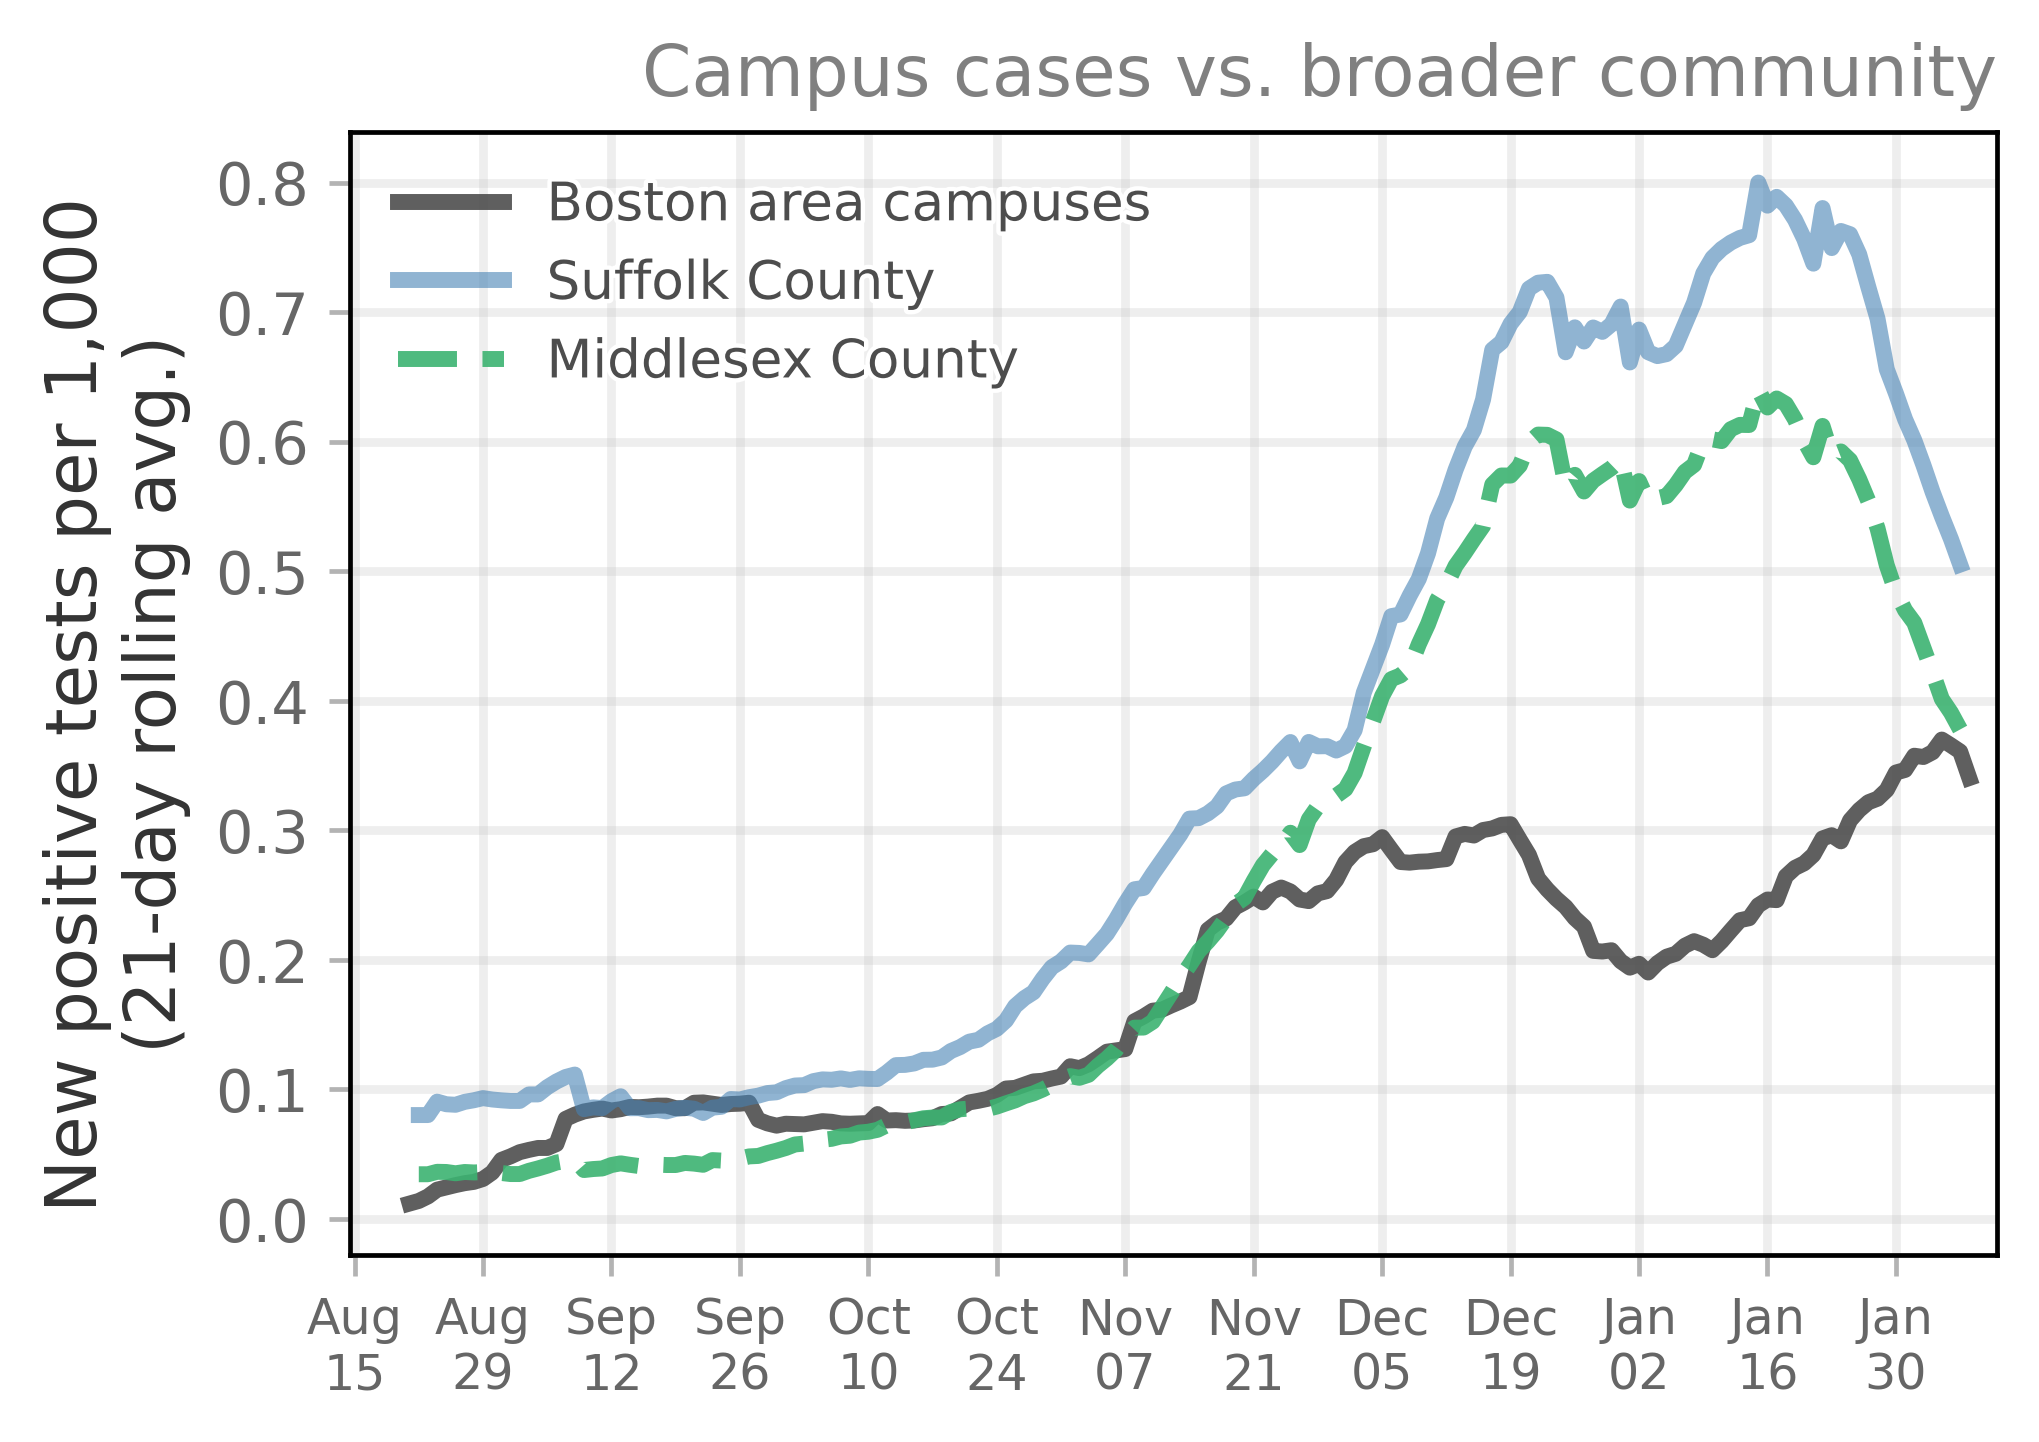 Campus cases vs. broader community
New positive tests per 1,000
(21-day rolling avg.)
0.8
0.7
0.6
0.5
0.4
0.3
0.2
0.1
0.0
Boston area campuses
Suffolk County
Middlesex County
Aug Aug Sep Sep Oct Oct Nov Nov Dec Dec Jan Jan Jan
15 29 12 26 10 24 07 21 05 19 02 16 30